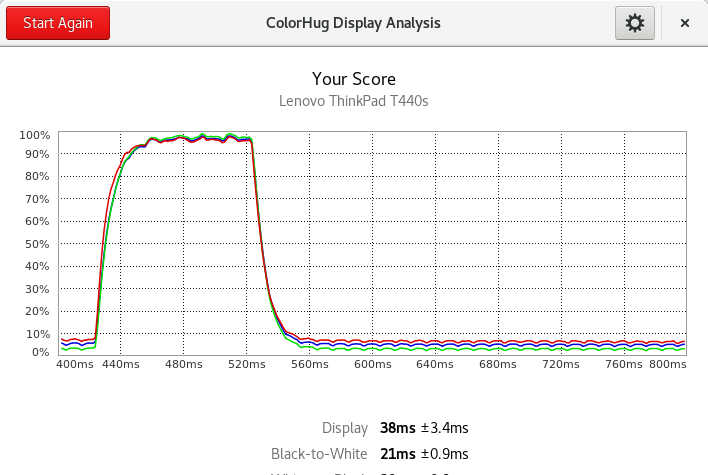 Start Again
ColorHug Display Analysis
Your Score
Lenovo ThinkPad T440s
100%
90%
80%
70%
60%
50%
40%
30%
20%
10%
0%
400ms 440ms 480ms 520ms 560ms 600ms 640ms 680ms 720ms 760ms 800ms
Display 38ms ±3.4ms
Black-to-White 21ms ±0.9ms